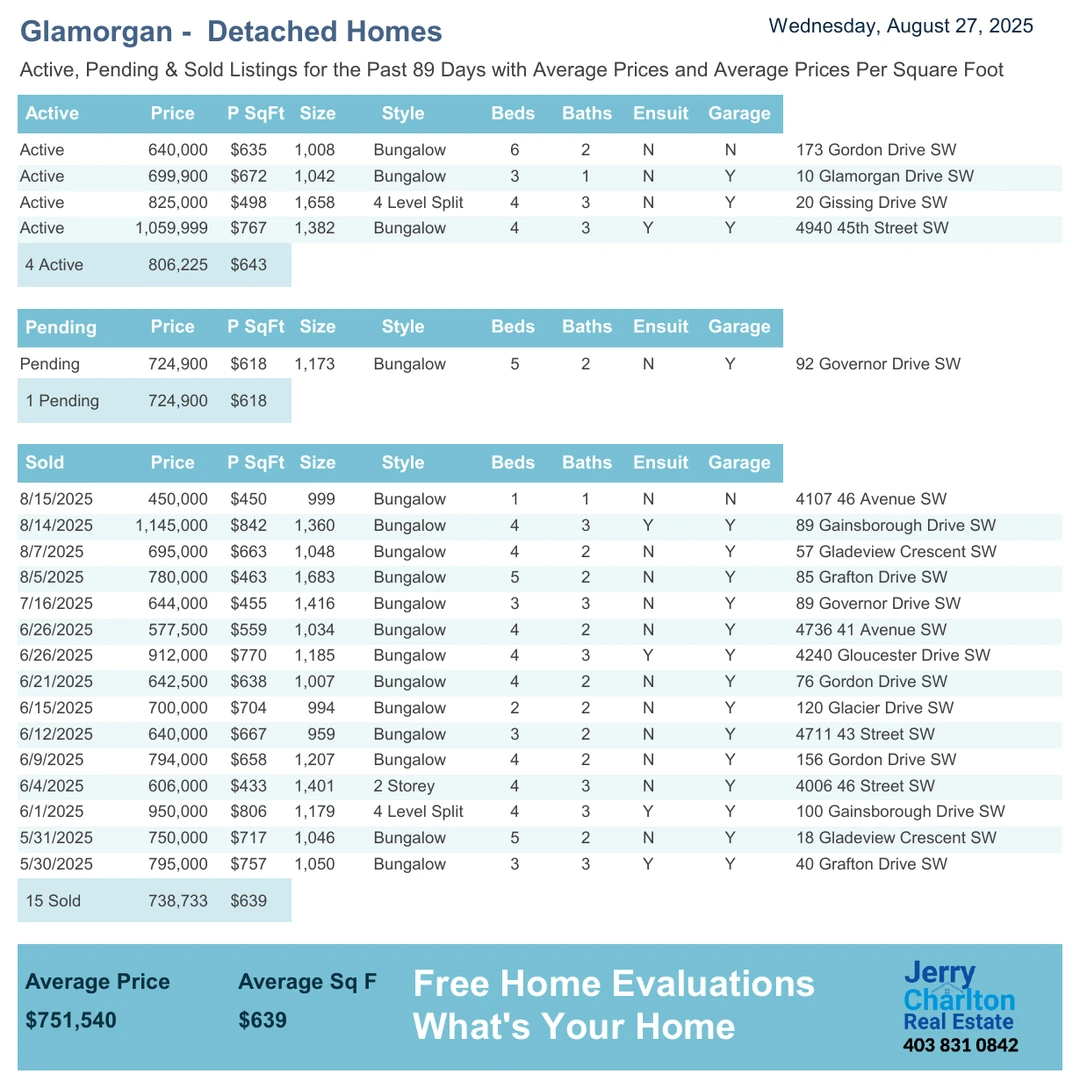 Glamorgan - Detached Homes Wednesday, August 27, 2025
Active, Pending & Sold Listings for the Past 89 Days with Average Prices and Average Prices Per Square Foot
Active Price P SqFt Size Style Beds Baths Ensuit Garage
Active 640,000 $635 1,008 Bungalow 6 2 N N 173 Gordon Drive SW
Active 699,900 $672 1,042 Bungalow 3 1 N Y 10 Glamorgan Drive SW
Active 825,000 $498 1,658 4 Level Split 4 3 N Y 20 Gissing Drive SW
Active 1,059,999 $767 1,382 Bungalow 4 3 Y Y 4940 45th Street SW
4 Active 806,225 $643
Pending Price P SqFt Size Style Beds Baths Ensuit Garage
Pending 724,900 $618 1,173 Bungalow 5 2 N Y 92 Governor Drive SW
1 Pending 724,900 $618
Sold Price P SqFt Size Style Beds Baths Ensuit Garage
8/15/2025 450,000 $450 999 Bungalow 1 1 N N 4107 46 Avenue SW
8/14/2025 1,145,000 $842 1,360 Bungalow 4 3 Y Y 89 Gainsborough Drive SW
8/7/2025 695,000 $663 1,048 Bungalow 4 2 N Y 57 Gladeview Crescent SW
8/5/2025 780,000 $463 1,683 Bungalow 5 2 N Y 85 Grafton Drive SW
7/16/2025 644,000 $455 1,416 Bungalow 3 3 N Y 89 Governor Drive SW
6/26/2025 577,500 $559 1,034 Bungalow 4 2 N Y 4736 41 Avenue SW
6/26/2025 912,000 $770 1,185 Bungalow 4 3 Y Y 4240 Gloucester Drive SW
6/21/2025 642,500 $638 1,007 Bungalow 4 2 N Y 76 Gordon Drive SW
6/15/2025 700,000 $704 994 Bungalow 2 2 N Y 120 Glacier Drive SW
6/12/2025 640,000 $667 959 Bungalow 3 2 N Y 4711 43 Street SW
6/9/2025 794,000 $658 1,207 Bungalow 4 2 N Y 156 Gordon Drive SW
6/4/2025 606,000 $433 1,401 2 Storey 4 3 N Y 4006 46 Street SW
6/1/2025 950,000 $806 1,179 4 Level Split 4 3 Y Y 100 Gainsborough Drive SW
5/31/2025 750,000 $717 1,046 Bungalow 5 2 N Y 18 Gladeview Crescent SW
5/30/2025 795,000 $757 1,050 Bungalow 3 3 Y Y 40 Grafton Drive SW
15 Sold 738,733 $639
Average Price Average Sq F
$751,540 $639
Free Home Evaluations
What's Your Home
Jerry
Charlton
Real Estate
403 831 0842